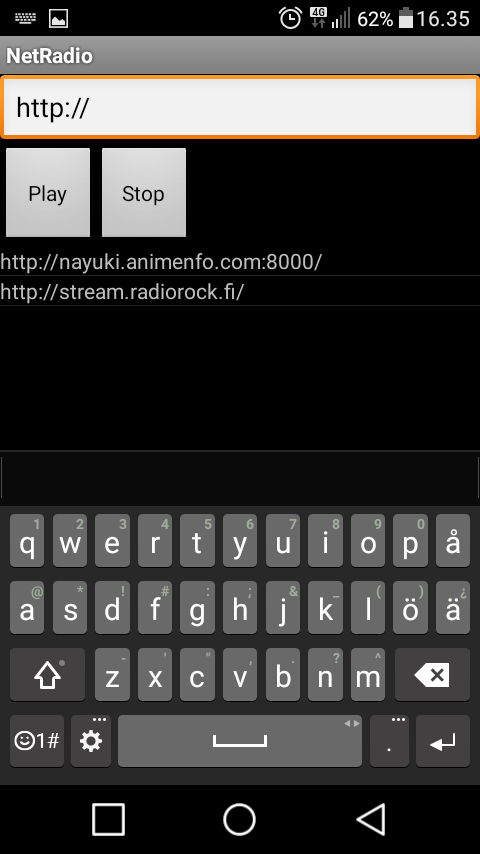 4G 62% 16.35
NetRadio
http://
Play Stop
http://nayuki.animenfo.com:8000/
http://stream.radiorock.fi/
1 2 3 4 5 6 7 8 9 0
q w e r t y u i o p å
@ * ! # : ; & _ ( ) ¿
a s d f g h j k l ö ä
- ' " , . ? ^
z x c v b n m
1# .